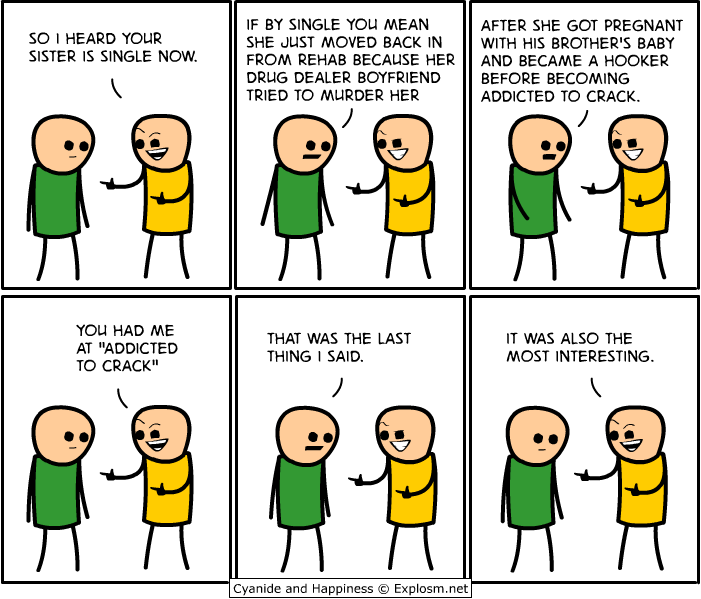 SO I HEARD YOUR
SISTER IS SINGLE NOW.
IF BY SINGLE YOU MEAN
SHE JUST MOVED BACK IN
FROM REHAB BECAUSE HER
DRUG DEALER BOYFRIEND
TRIED TO MURDER HER
AFTER SHE GOT PREGNANT
WITH HIS BROTHER'S BABY
AND BECAME A HOOKER
BEFORE BECOMING
ADDICTED TO CRACK.
YOU HAD ME
AT "ADDICTED
TO CRACK"
THAT WAS THE LAST
THING I SAID.
IT WAS ALSO THE
MOST INTERESTING.
Cyanide and Happiness © Explosm.net